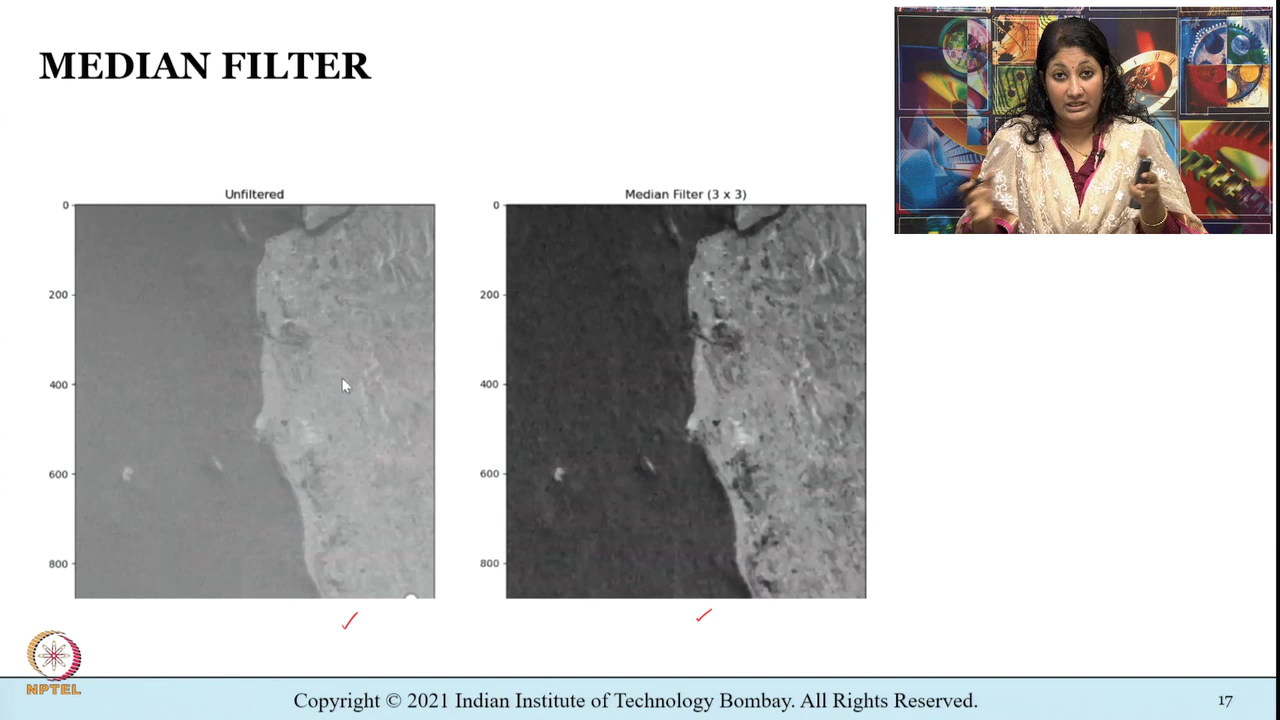 MEDIAN FILTER
Unfiltered
0
200
400
600
800
Median Filter (3 x 3)
0
200
400
600
800
NPTEL
Copyright © 2021 Indian Institute of Technology Bombay. All Rights Reserved.
17